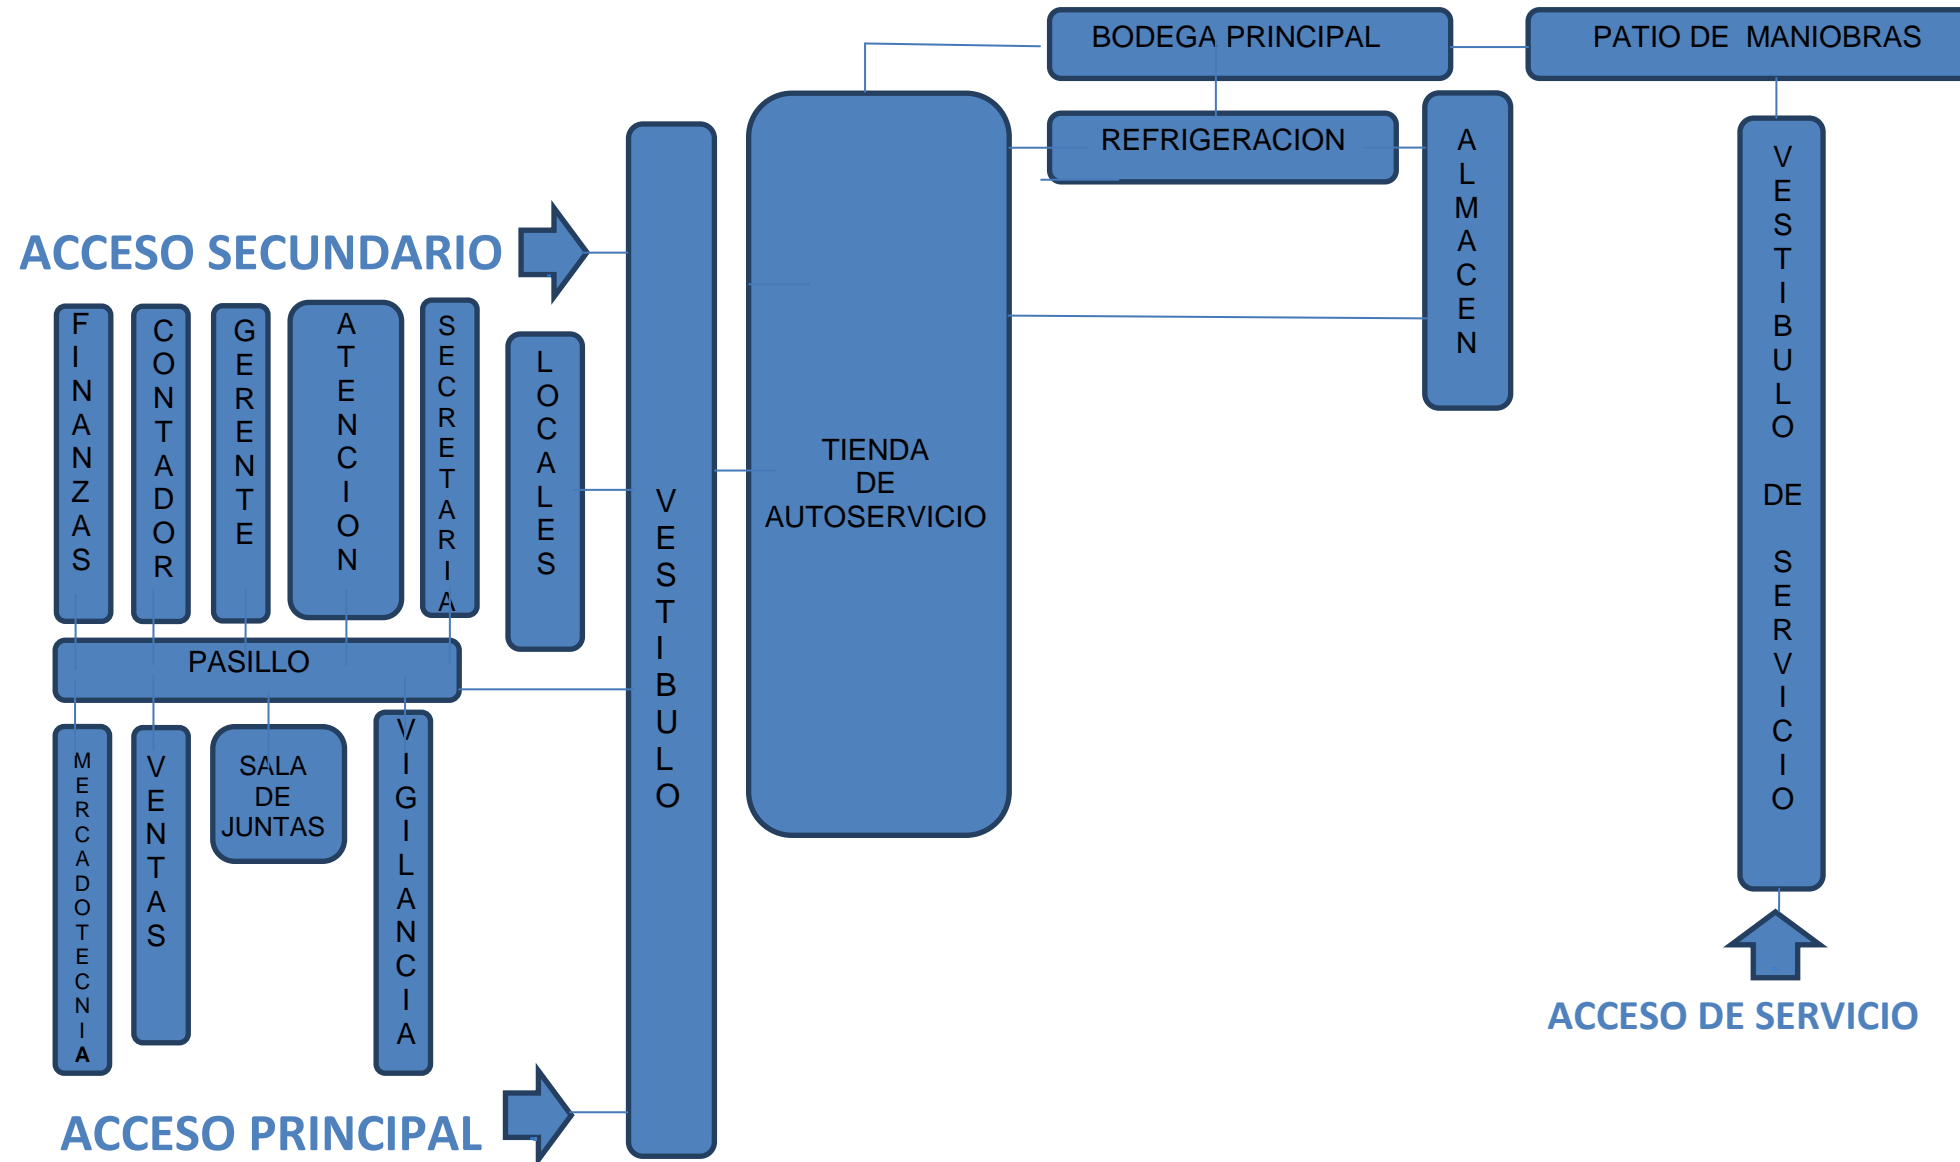 BODEGA PRINCIPAL
PATIO DE MANIOBRAS
REFRIGERACION
ALMACEN
VESTIBULO DE SERVICIO
ACCESO SECUNDARIO
FINANZAS
CONTADOR
GERENTE
ATENCION
SECRETARIA
LOCALES
VESTIBULO
TIENDA
DE
AUTOSERVICIO
PASILLO
MERCADOTECNIA
VENTAS
SALA
DE
JUNTAS
VIGILANCIA
ACCESO DE SERVICIO
ACCESO PRINCIPAL